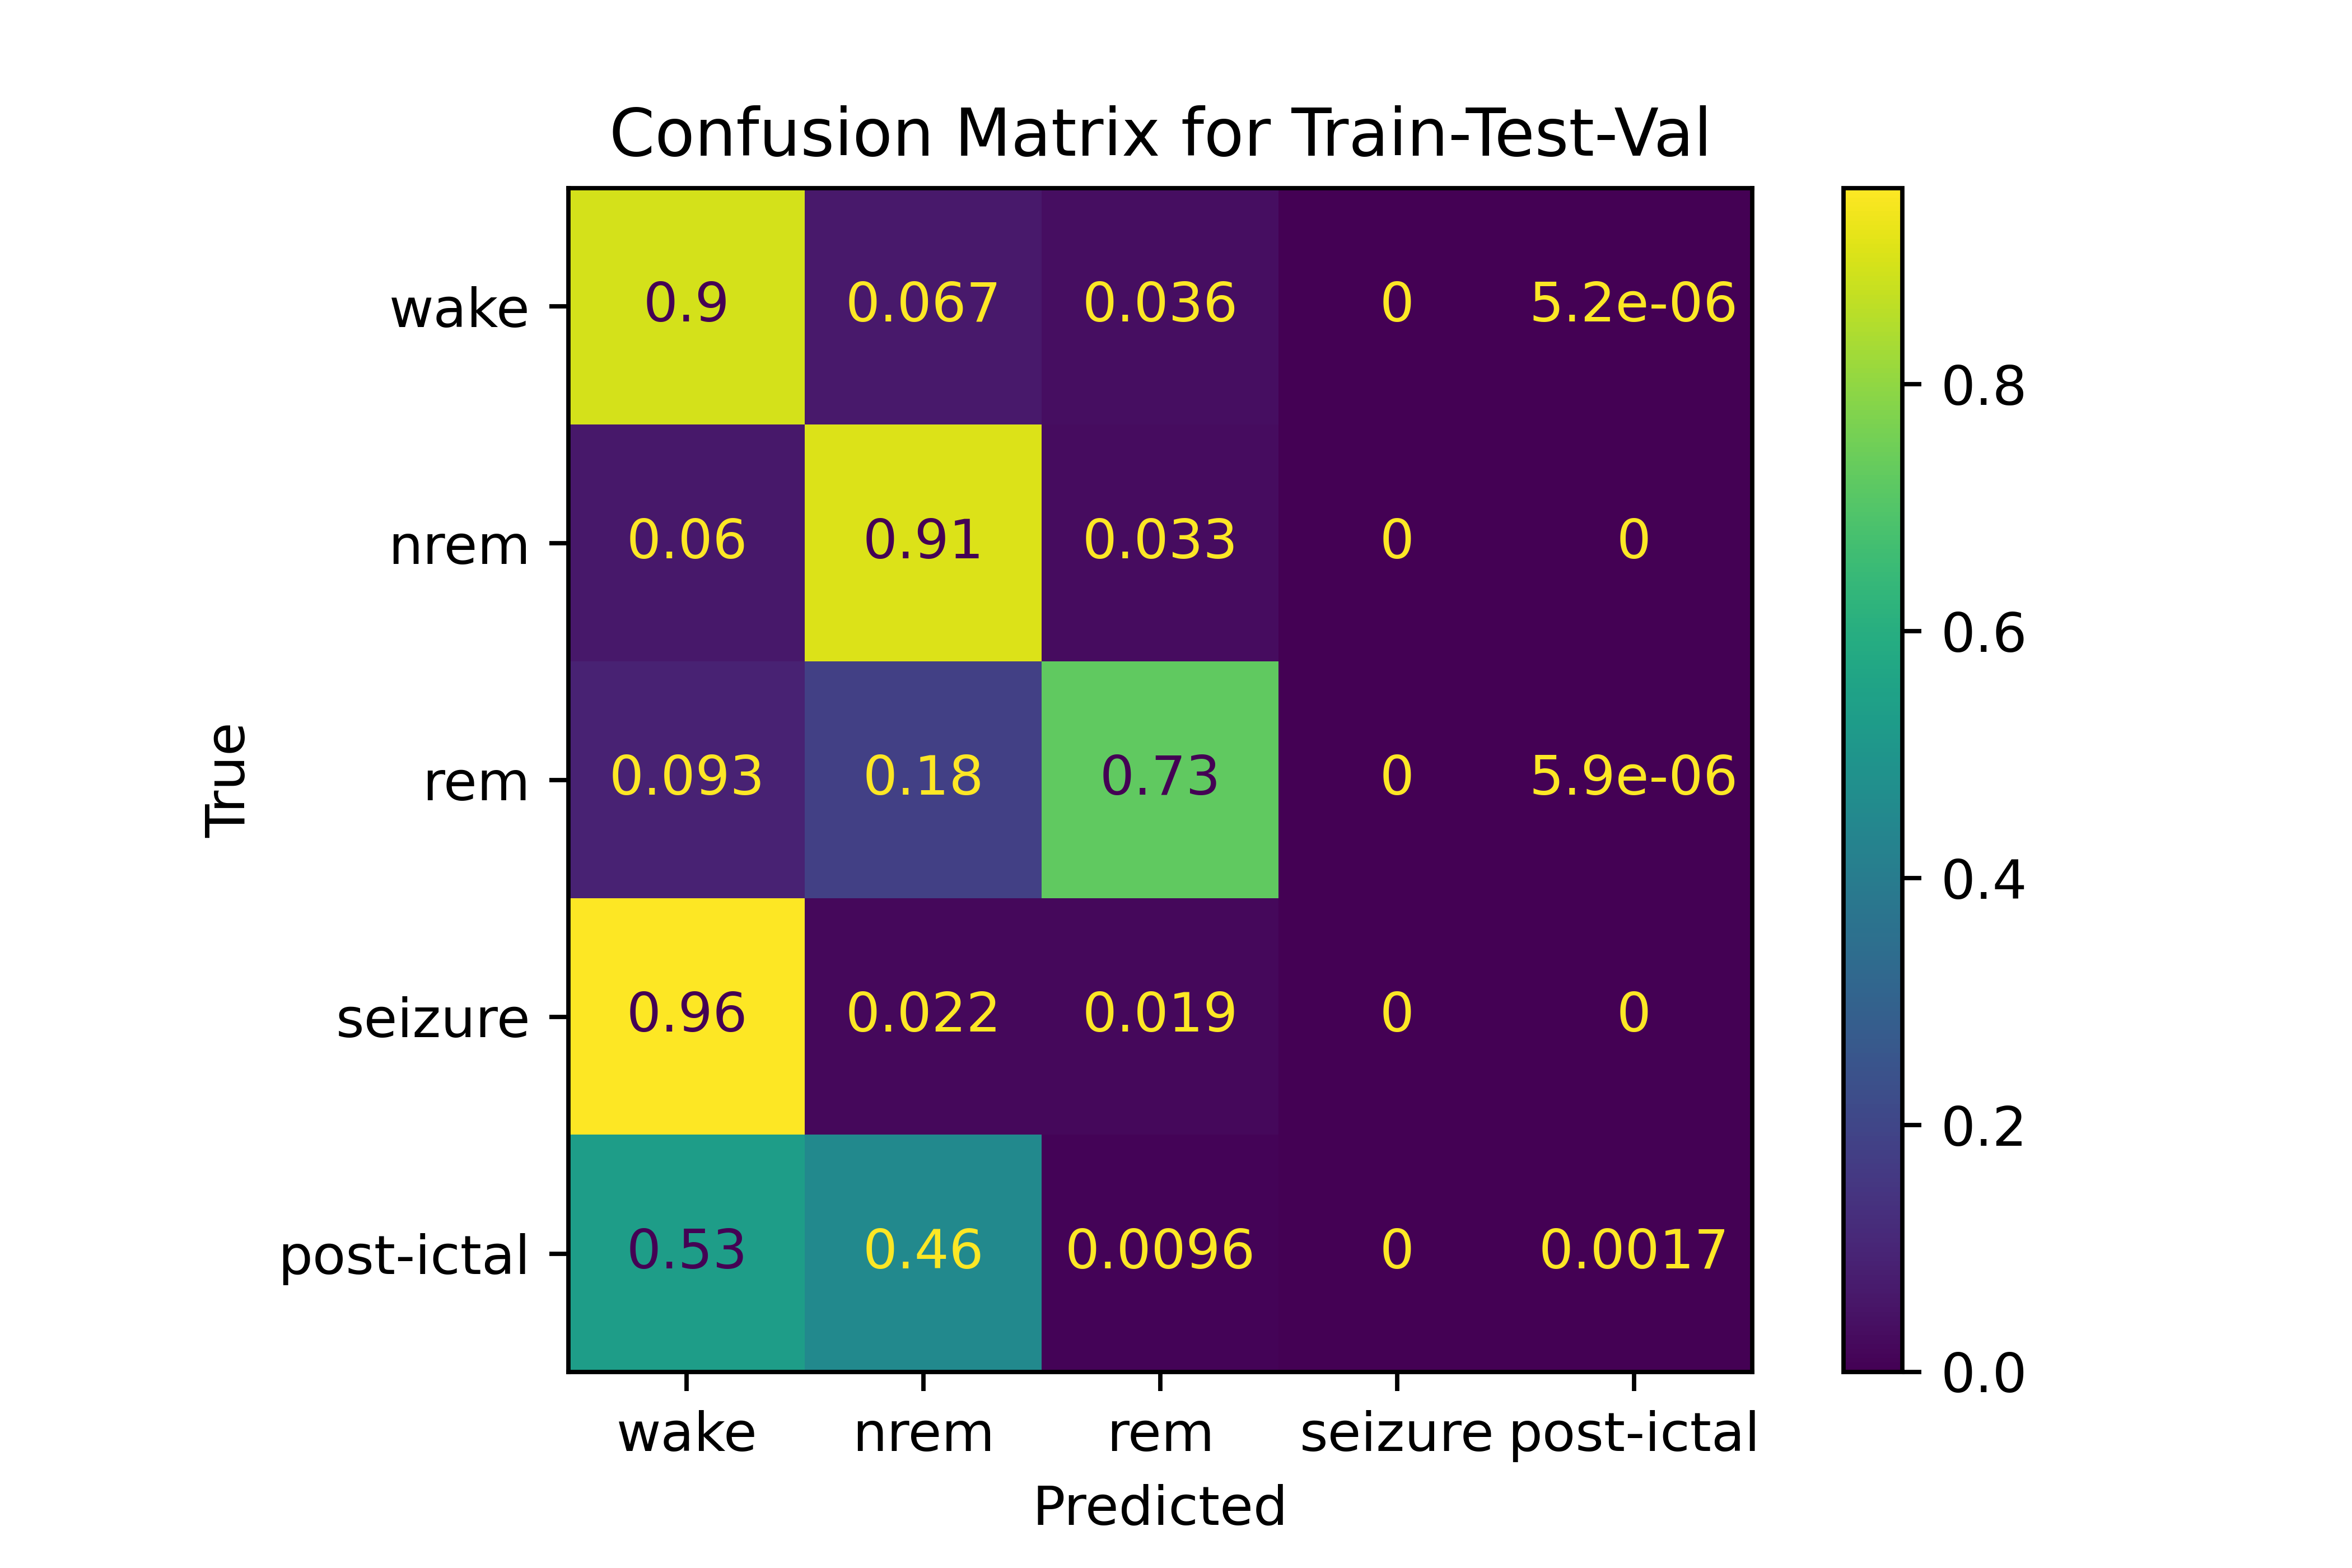 Confusion Matrix for Train-Test-Val
wake 0.9 0.067 0.036 0 5.2e-06
nrem 0.06 0.91 0.033 0 0
rem 0.093 0.18 0.73 0 5.9e-06
seizure 0.96 0.022 0.019 0 0
post-ictal 0.53 0.46 0.0096 0 0.0017
True
wake nrem rem seizure post-ictal
Predicted
0.8
0.6
0.4
0.2
0.0